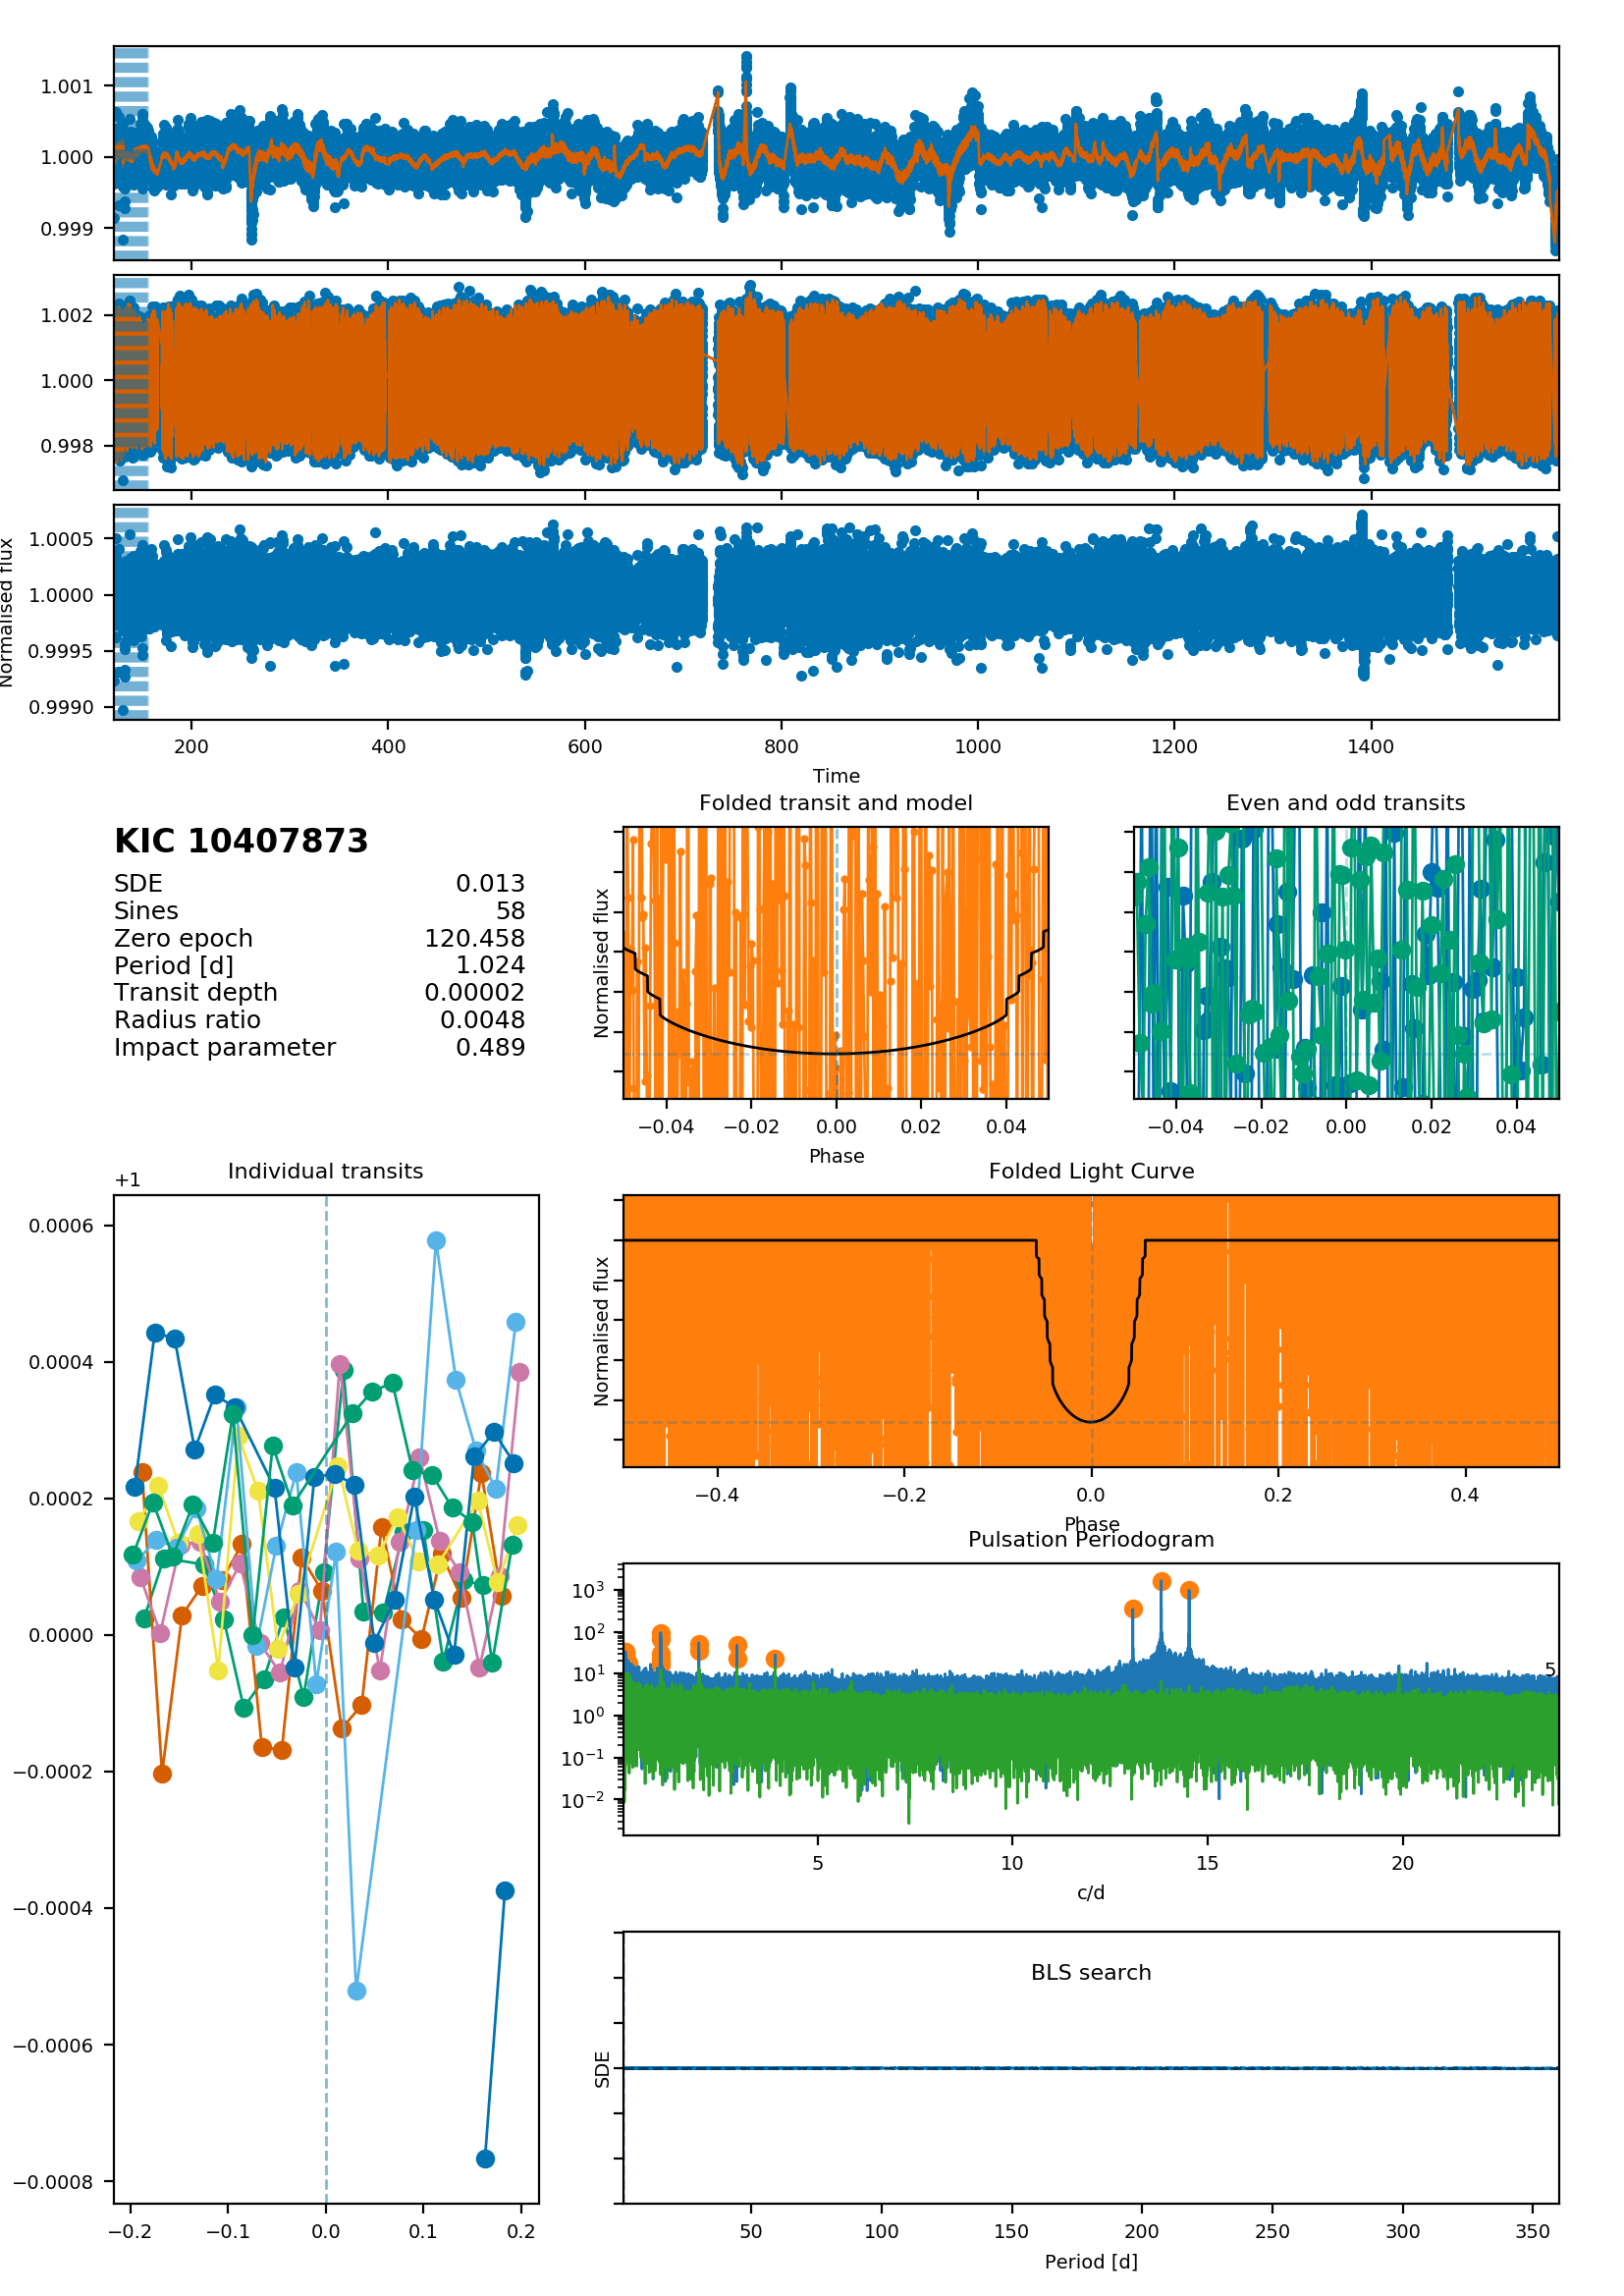 1.001
1.000
0.999
1.002
1.000
0.998
1.0005
1.0000
0.9995
0.9990
Normalised flux
200 400 600 800 1000 1200 1400
Time
KIC 10407873
SDE 0.013
Sines 58
Zero epoch 120.458
Period [d] 1.024
Transit depth 0.00002
Radius ratio 0.0048
Impact parameter 0.489
Folded transit and model
Normalised flux
−0.04 −0.02 0.00 0.02 0.04
Phase
Even and odd transits
−0.04 −0.02 0.00 0.02 0.04
Individual transits
+1
0.0006
0.0004
0.0002
0.0000
−0.0002
−0.0004
−0.0006
−0.0008
−0.2 −0.1 0.0 0.1 0.2
Folded Light Curve
Normalised flux
−0.4 −0.2 0.0 0.2 0.4
Phase
Pulsation Periodogram
10³
10²
10¹
10⁰
10⁻¹
10⁻²
5
5 10 15 20
c/d
BLS search
SDE
50 100 150 200 250 300 350
Period [d]